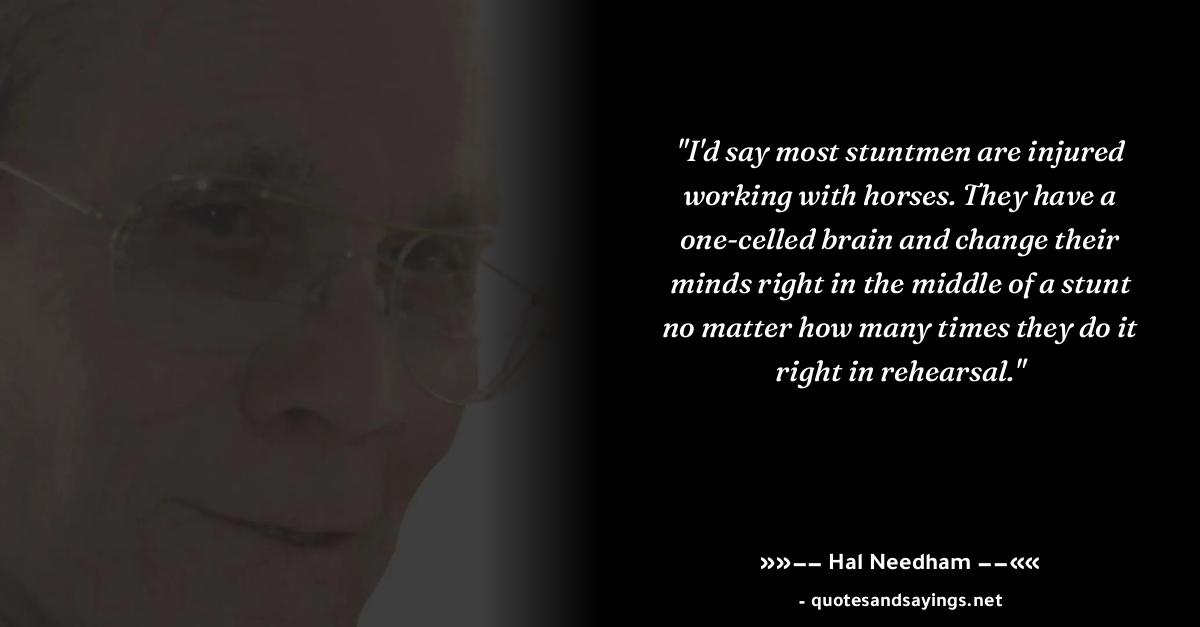 "I'd say most stuntmen are injured
working with horses. They have a
one-celled brain and change their
minds right in the middle of a stunt
no matter how many times they do it
right in rehearsal."
»»–– Hal Needham ––««
- quotesandsayings.net